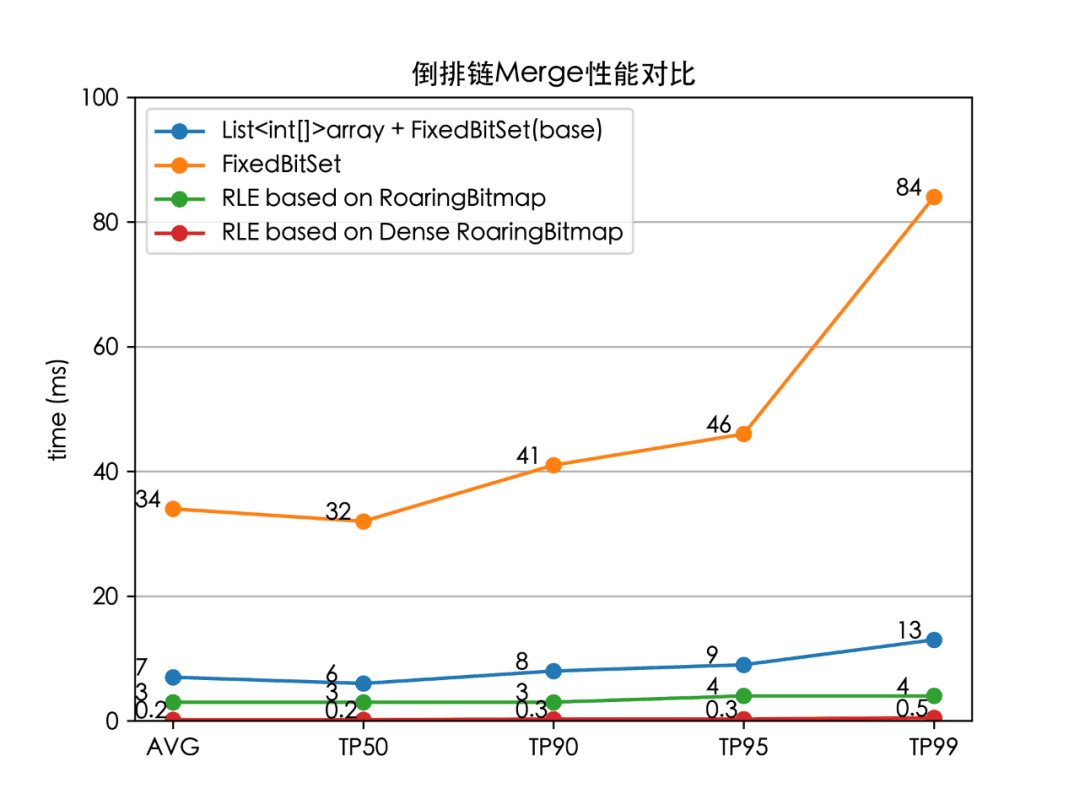 倒排链Merge性能对比
100
80
60
40
20
0
time (ms)
List<int[]>array + FixedBitSet(base)
FixedBitSet
RLE based on RoaringBitmap
RLE based on Dense RoaringBitmap
34
32
41
46
84
7
6
8
9
13
3
3
3
4
4
0.2
0.2
0.3
0.3
0.5
AVG
TP50
TP90
TP95
TP99